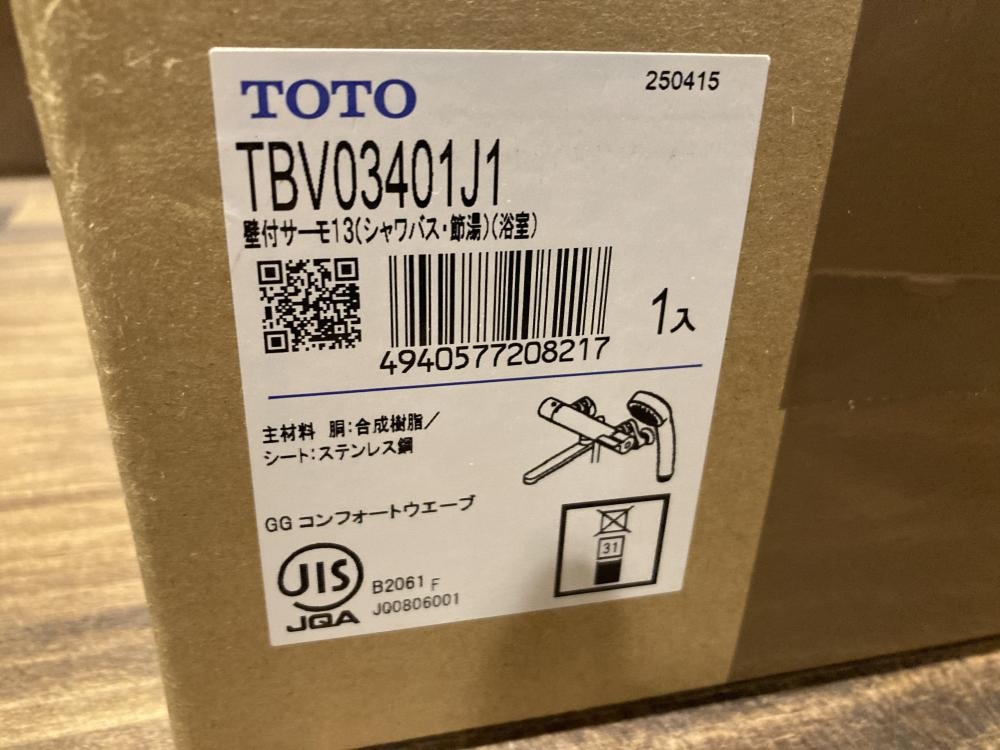 TOTO
250415
TBV03401J1
壁付サーモ13(シャワバス・節湯)(浴室)
4940577208217
1入
主材料 胴:合成樹脂/
シート:ステンレス鋼
GG コンフォートウエーブ
31
JIS
B2061 F
JQA
JQ0806001